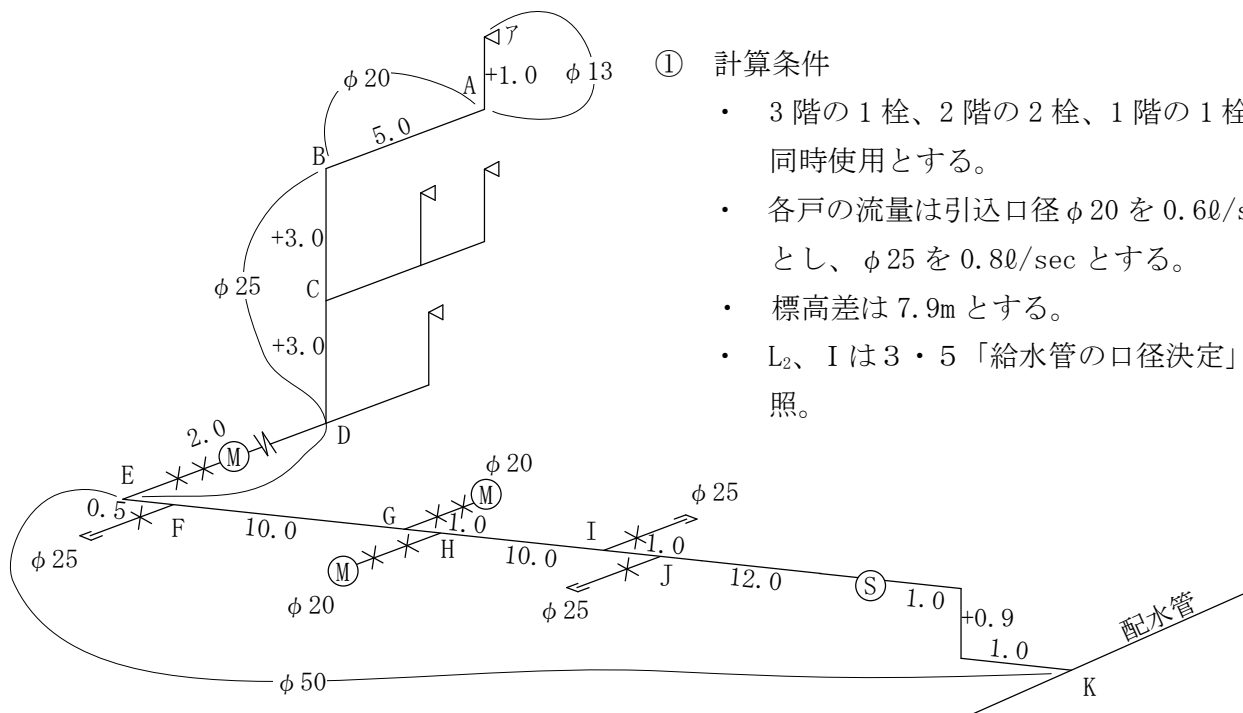 ① 計算条件
・ 3階の1栓、2階の2栓、1階の1栓
同時使用とする。
・ 各戸の流量は引込口径φ20を0.6ℓ/s
とし、φ25を0.8ℓ/secとする。
・ 標高差は7.9mとする。
・ L₂、Iは3・5「給水管の口径決定」
照。
ア
A
+1.0
φ13
φ20
5.0
B
+3.0
φ25
C
+3.0
D
2.0
M
E
0.5
F
φ25
10.0
G
1.0
M
φ20
H
M
φ20
10.0
I
φ25
1.0
J
φ25
12.0
S
1.0
+0.9
1.0
配水管
K
φ50